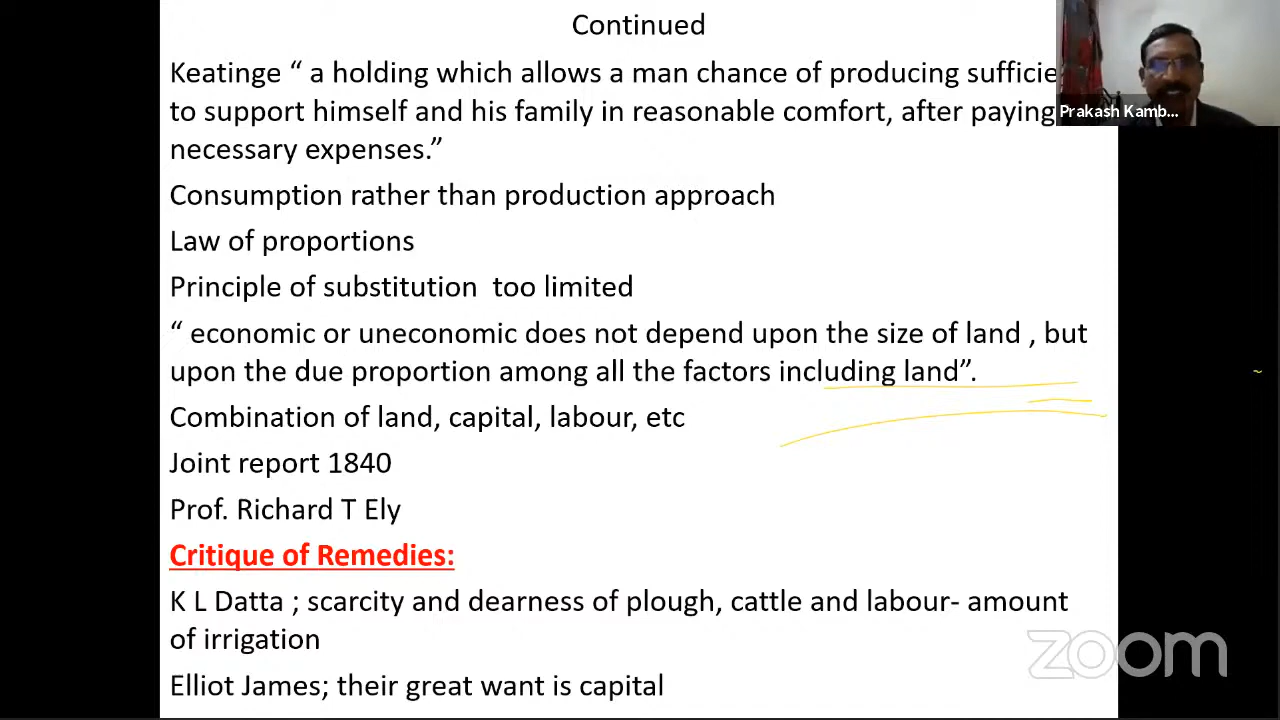 Continued
Keatinge “ a holding which allows a man chance of producing
to support himself and his family in reasonable comfort, after paying
necessary expenses.”
Consumption rather than production approach
Law of proportions
Principle of substitution too limited
“ economic or uneconomic does not depend upon the size of land , but
upon the due proportion among all the factors including land”.
Combination of land, capital, labour, etc
Joint report 1840
Prof. Richard T Ely
Critique of Remedies:
K L Datta ; scarcity and dearness of plough, cattle and labour- amount
of irrigation
Elliot James; their great want is capital
Prakash Kamb...
zoom